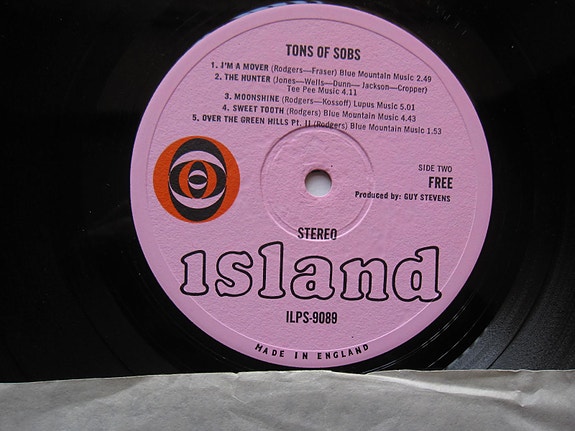 TONS OF SOBS
1. I'M A MOVER (Rodgers—Fraser) Blue Mountain Music 2.49
2. THE HUNTER (Jones—Wells—Dunn— Jackson—Cropper)
Tee Pee Music 4.11
3. MOONSHINE (Rodgers—Kossoff) Lupus Music 5.01
4. SWEET TOOTH (Rodgers) Blue Mountain Music 4.43
5. OVER THE GREEN HILLS Pt. II (Rodgers) Blue Mountain Music 1.53
SIDE TWO
FREE
Produced by: GUY STEVENS
STEREO
island
ILPS-9089
MADE IN ENGLAND